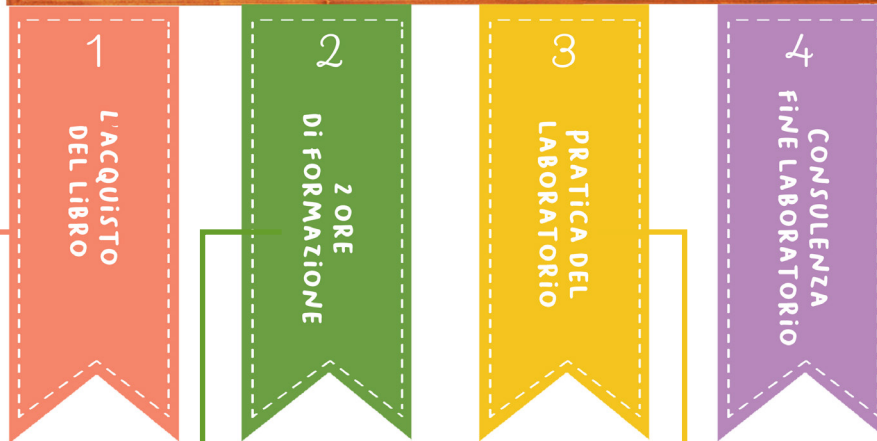 1
L'ACQUISTO
DEL LiBRO
2
2 ORE
Di FORMAZiONE
3
PRATiCA DEL
LABORATORiO
4
CONSULENZA
FiNE LABORATORiO